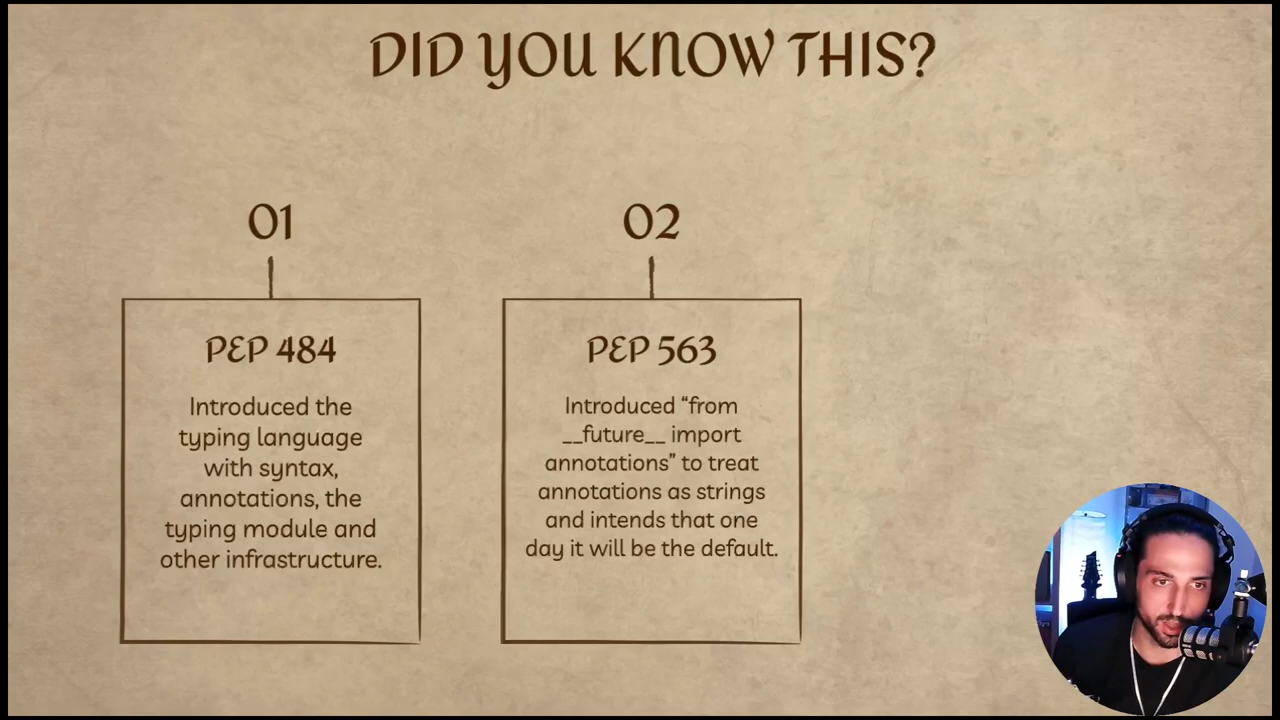 DID YOU KNOW THIS?
01
PEP 484
Introduced the
typing language
with syntax,
annotations, the
typing module and
other infrastructure.
02
PEP 563
Introduced “from
__future__ import
annotations” to treat
annotations as strings
and intends that one
day it will be the default.